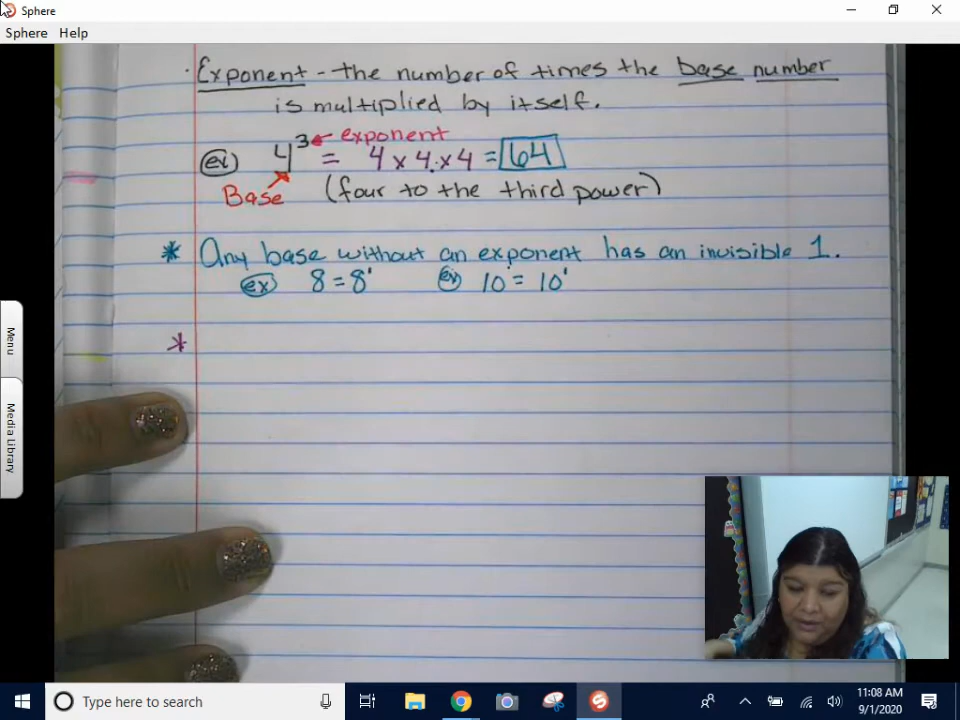 Sphere
Sphere Help
· Exponent - the number of times the base number
is multiplied by itself.
3 ← exponent
ex 4³ = 4 x 4 x 4 = 64
Base (four to the third power)
* Any base without an exponent has an invisible 1.
ex 8 = 8¹ ex 10 = 10¹
*
Menu
Media Library
Type here to search
11:08 AM
9/1/2020